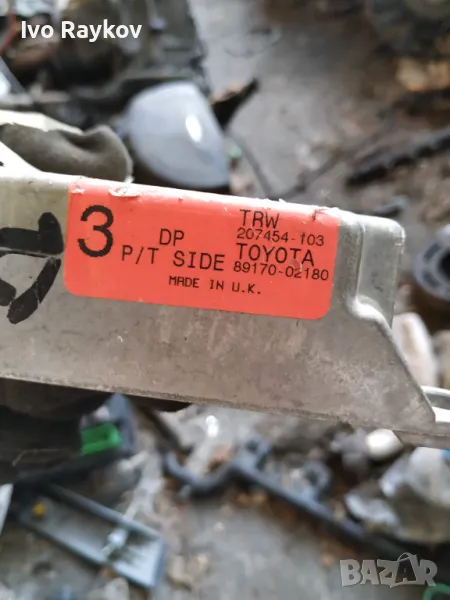 Ivo Raykov
3
DP
P/T SIDE
TRW
207454-103
TOYOTA
89170-02180
MADE IN U.K.
BAZAR